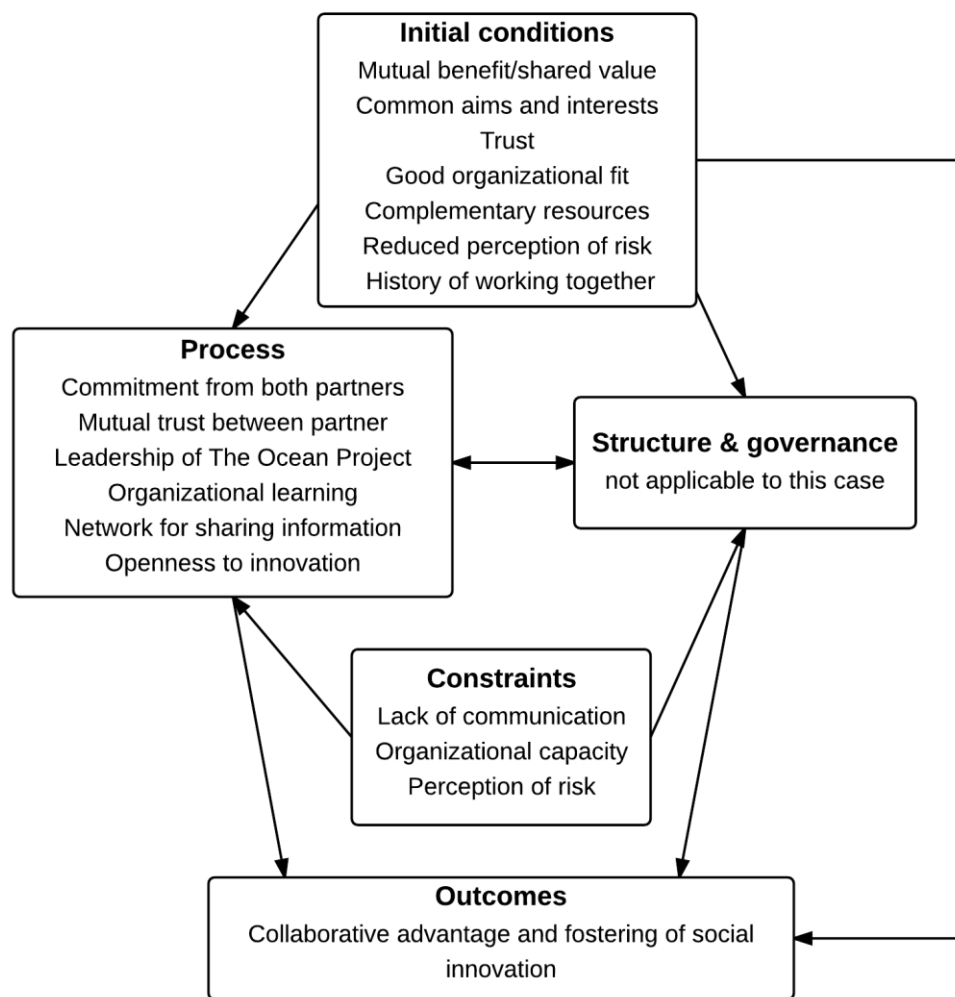 Initial conditions
Mutual benefit/shared value
Common aims and interests
Trust
Good organizational fit
Complementary resources
Reduced perception of risk
History of working together
Process
Commitment from both partners
Mutual trust between partner
Leadership of The Ocean Project
Organizational learning
Network for sharing information
Openness to innovation
Structure & governance
not applicable to this case
Constraints
Lack of communication
Organizational capacity
Perception of risk
Outcomes
Collaborative advantage and fostering of social
innovation